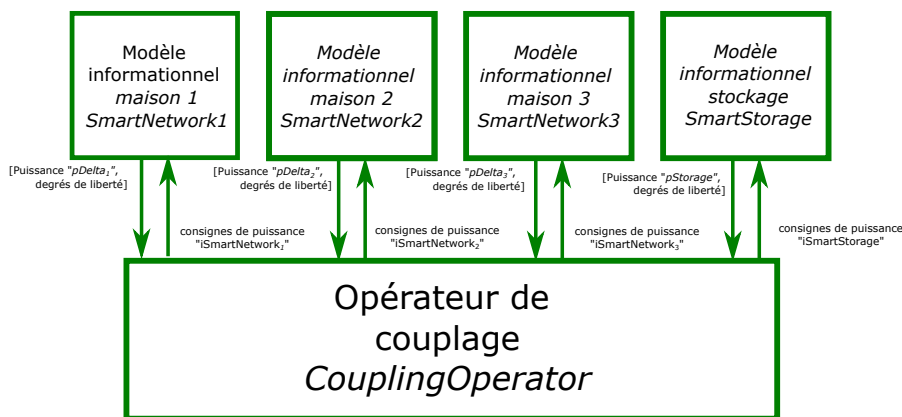 Modèle
informationnel
maison 1
SmartNetwork1
Modèle
informationnel
maison 2
SmartNetwork2
Modèle
informationnel
maison 3
SmartNetwork3
Modèle
informationnel
stockage
SmartStorage
[Puissance "pDelta₁",
degrés de liberté]
[Puissance "pDelta₂",
degrés de liberté]
[Puissance "pDelta₃",
degrés de liberté]
[Puissance "pStorage",
degrés de liberté]
consignes de puissance
"iSmartNetwork₁"
consignes de puissance
"iSmartNetwork₂"
consignes de puissance
"iSmartNetwork₃"
consignes de puissance
"iSmartStorage"
Opérateur de
couplage
CouplingOperator